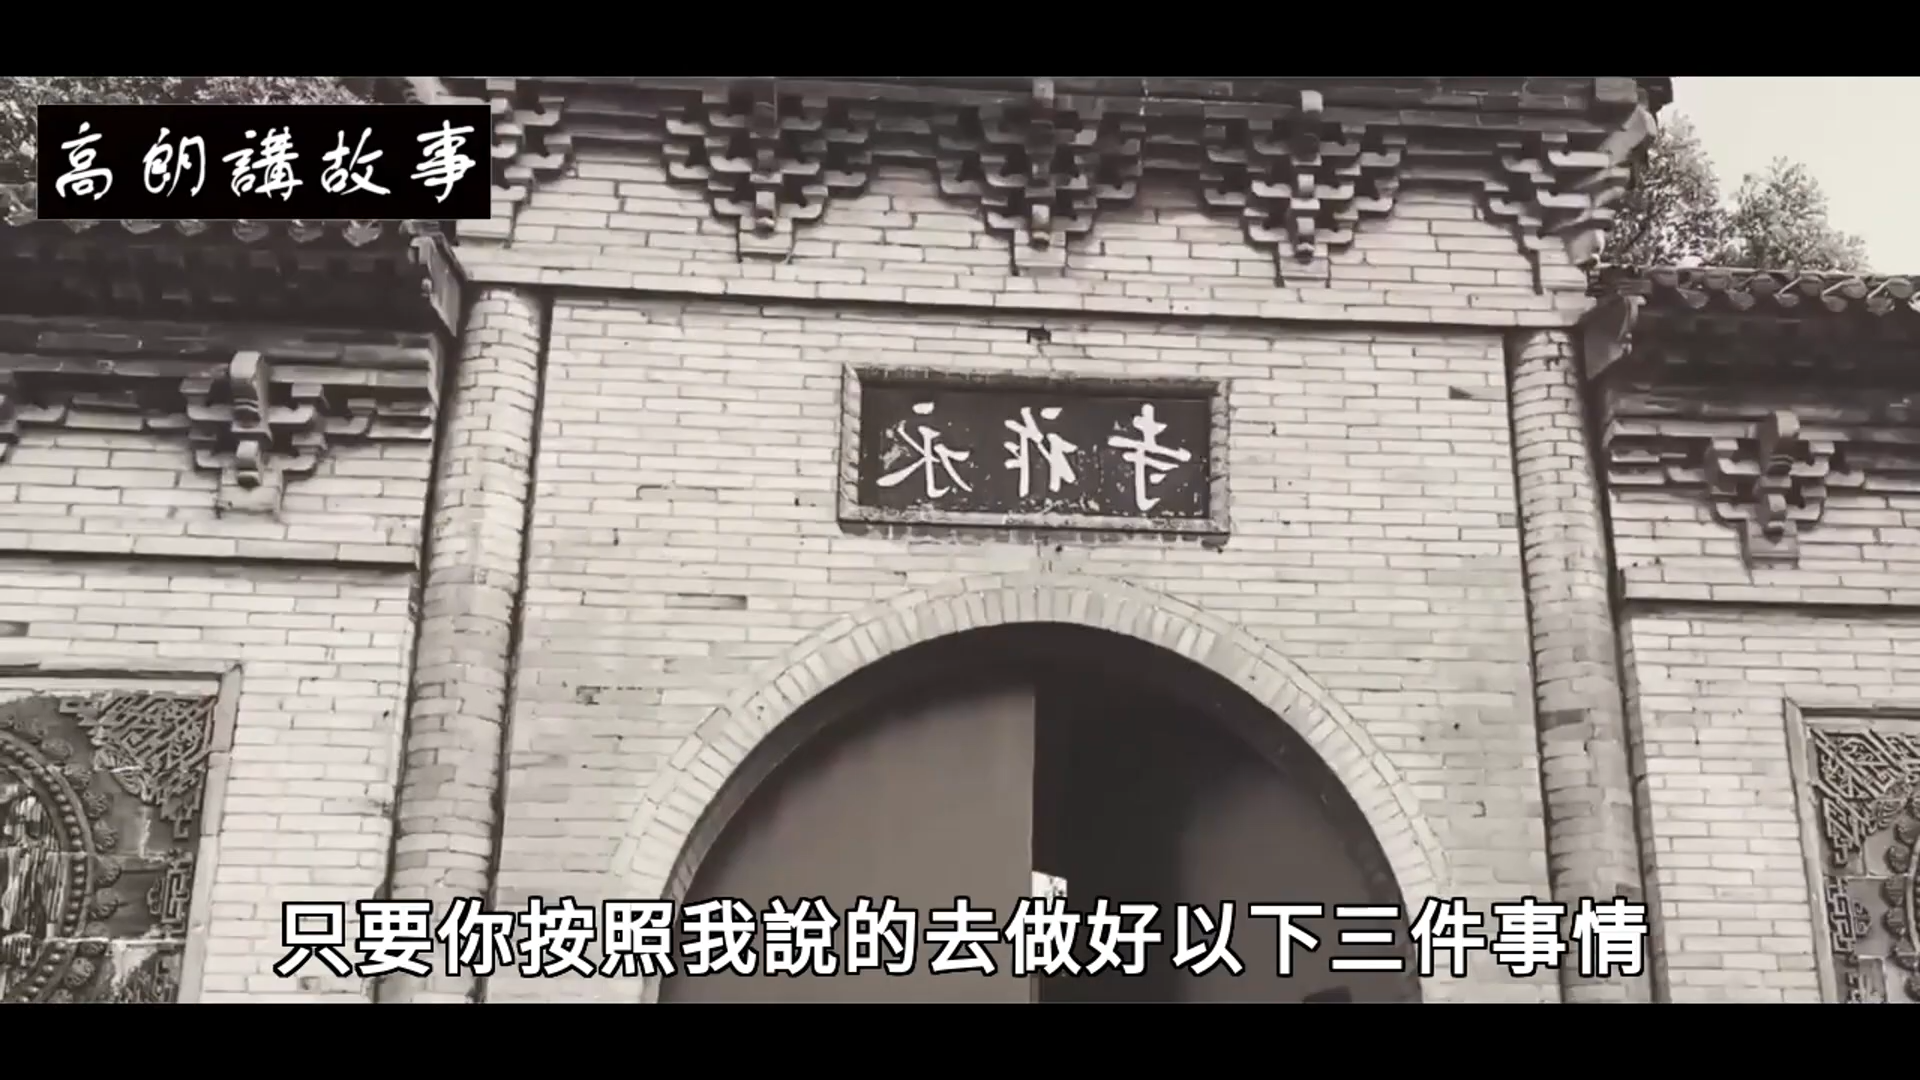 高朗講故事
永祚寺
只要你按照我說的去做好以下三件事情